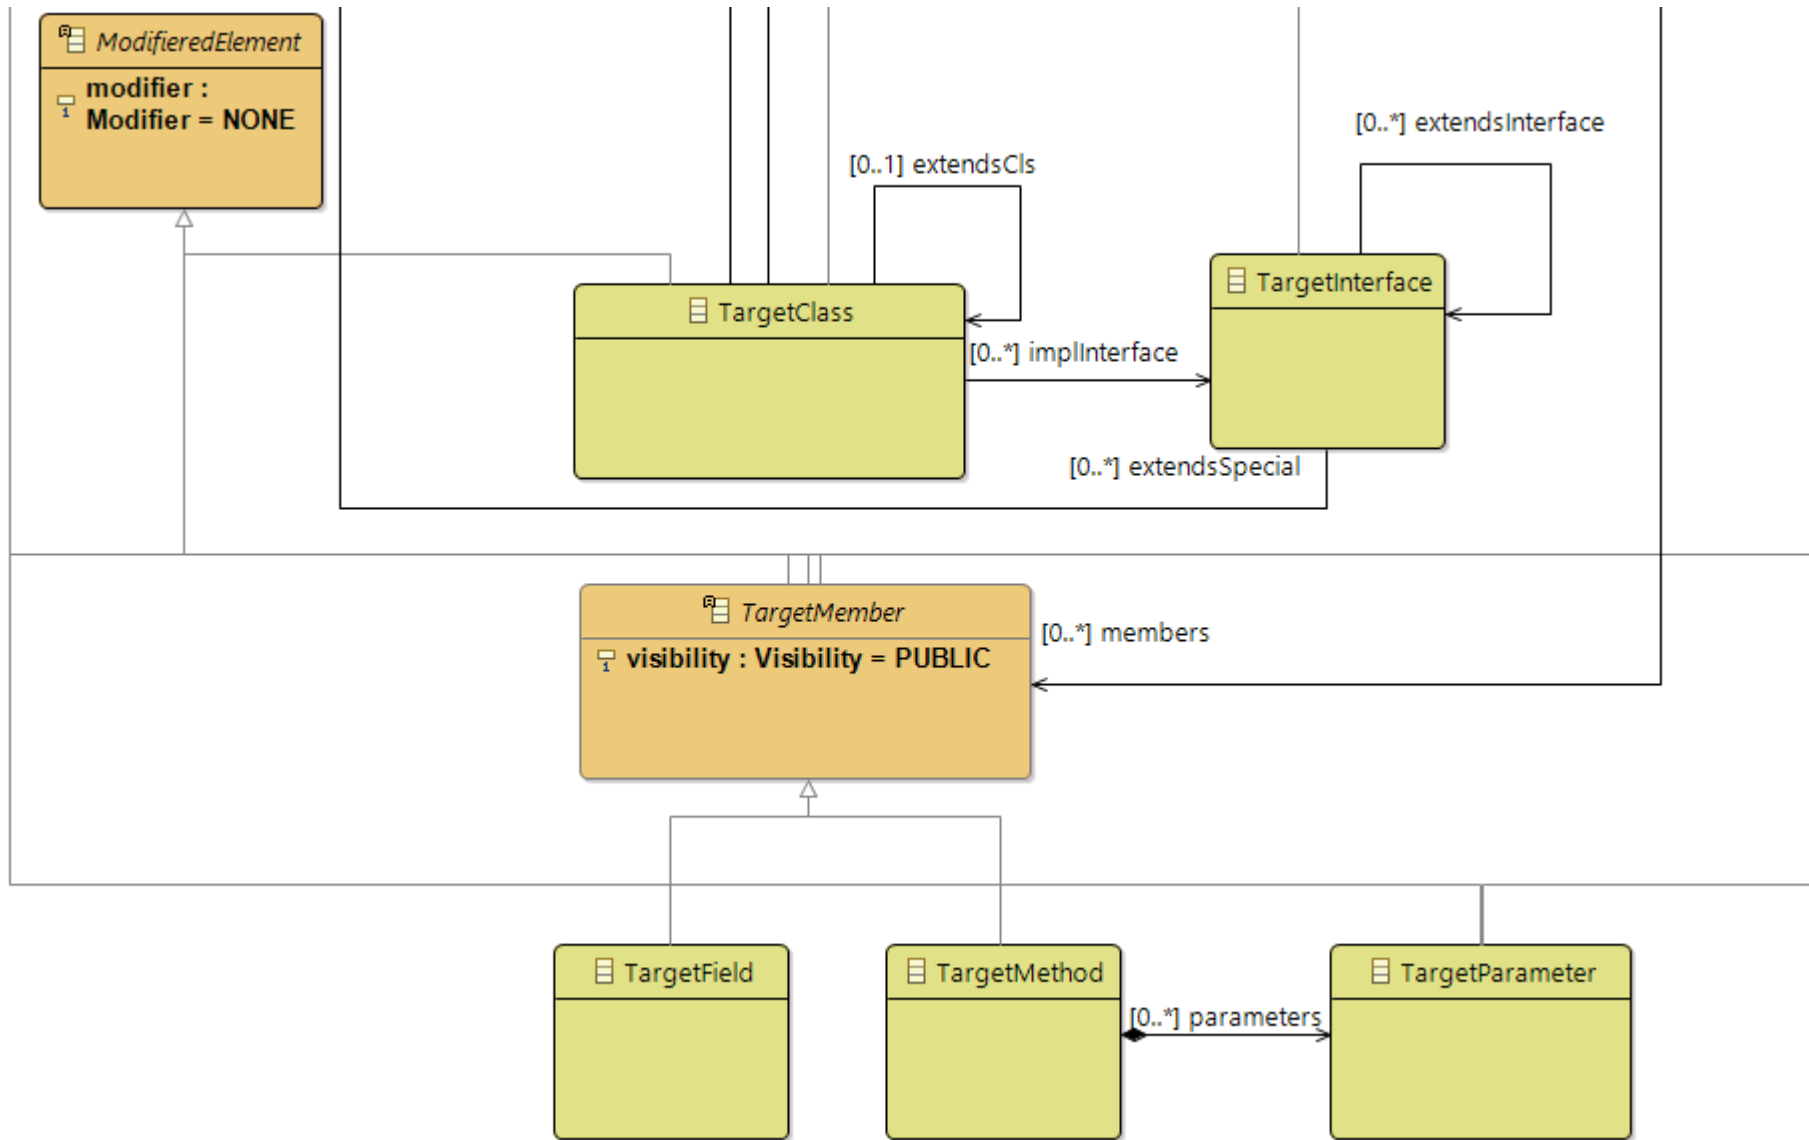 ModifieredElement
modifier :
Modifier = NONE
[0..*] extendsInterface
[0..1] extendsCls
TargetInterface
TargetClass
[0..*] implInterface
[0..*] extendsSpecial
TargetMember
visibility : Visibility = PUBLIC
[0..*] members
TargetField
TargetMethod
TargetParameter
[0..*] parameters